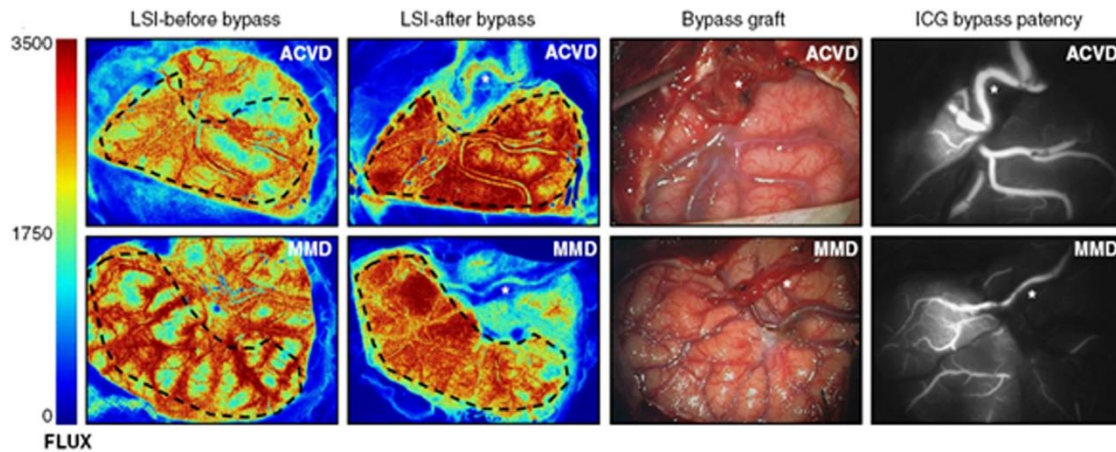 LSI-before bypass
LSI-after bypass
Bypass graft
ICG bypass patency
3500
ACVD
ACVD
ACVD
ACVD
*
*
*
1750
MMD
MMD
MMD
MMD
*
*
*
0
FLUX